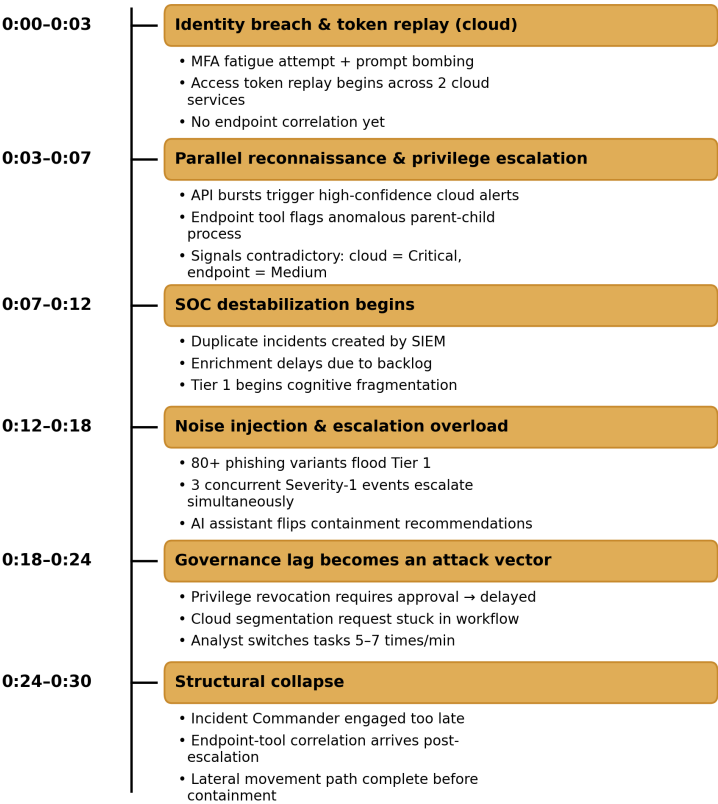 0:00–0:03
Identity breach & token replay (cloud)
• MFA fatigue attempt + prompt bombing
• Access token replay begins across 2 cloud
services
• No endpoint correlation yet
0:03–0:07
Parallel reconnaissance & privilege escalation
• API bursts trigger high-confidence cloud alerts
• Endpoint tool flags anomalous parent-child
process
• Signals contradictory: cloud = Critical,
endpoint = Medium
0:07–0:12
SOC destabilization begins
• Duplicate incidents created by SIEM
• Enrichment delays due to backlog
• Tier 1 begins cognitive fragmentation
0:12–0:18
Noise injection & escalation overload
• 80+ phishing variants flood Tier 1
• 3 concurrent Severity-1 events escalate
simultaneously
• AI assistant flips containment recommendations
0:18–0:24
Governance lag becomes an attack vector
• Privilege revocation requires approval → delayed
• Cloud segmentation request stuck in workflow
• Analyst switches tasks 5–7 times/min
0:24–0:30
Structural collapse
• Incident Commander engaged too late
• Endpoint-tool correlation arrives post-
escalation
• Lateral movement path complete before
containment